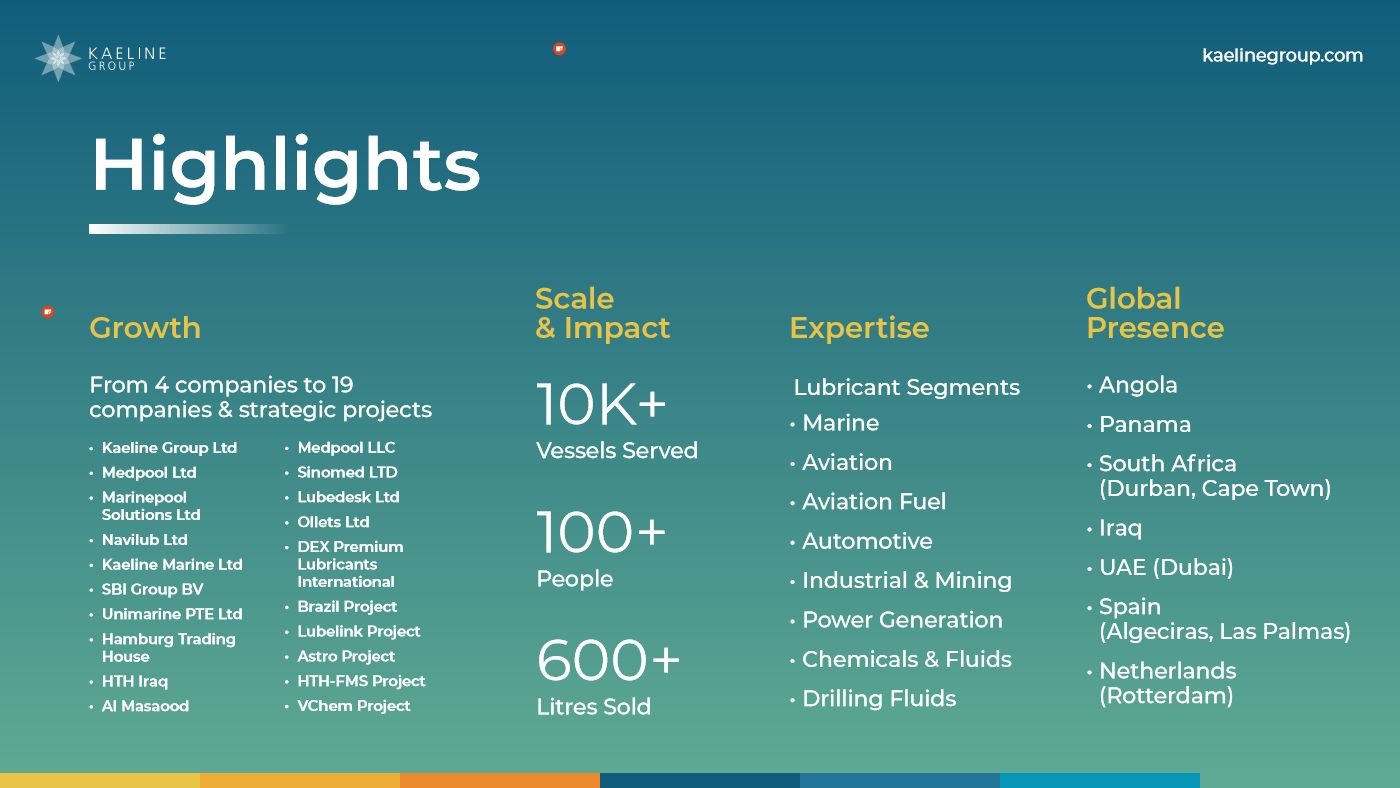 KAELINE
GROUP
kaelinegroup.com
Highlights
Growth
From 4 companies to 19
companies & strategic projects
• Kaeline Group Ltd
• Medpool Ltd
• Marinepool
Solutions Ltd
• Navilub Ltd
• Kaeline Marine Ltd
• SBI Group BV
• Unimarine PTE Ltd
• Hamburg Trading
House
• HTH Iraq
• Al Masaood
• Medpool LLC
• Sinomed LTD
• Lubedesk Ltd
• Ollets Ltd
• DEX Premium
Lubricants
International
• Brazil Project
• Lubelink Project
• Astro Project
• HTH-FMS Project
• VChem Project
Scale
& Impact
10K+
Vessels Served
100+
People
600+
Litres Sold
Expertise
Lubricant Segments
• Marine
• Aviation
• Aviation Fuel
• Automotive
• Industrial & Mining
• Power Generation
• Chemicals & Fluids
• Drilling Fluids
Global
Presence
• Angola
• Panama
• South Africa
(Durban, Cape Town)
• Iraq
• UAE (Dubai)
• Spain
(Algeciras, Las Palmas)
• Netherlands
(Rotterdam)